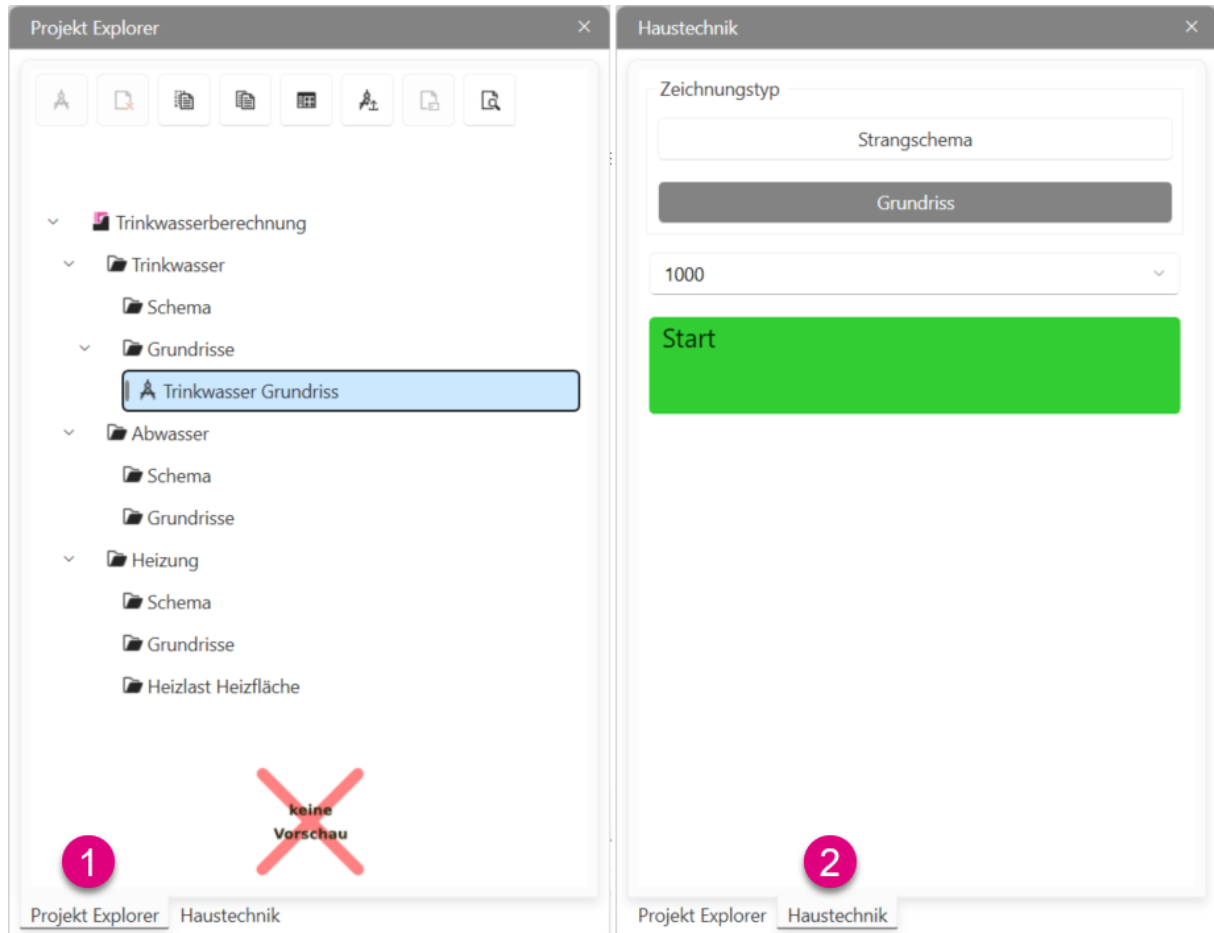 Projekt Explorer
Trinkwasserberechnung
Trinkwasser
Schema
Grundrisse
Trinkwasser Grundriss
Abwasser
Schema
Grundrisse
Heizung
Schema
Grundrisse
Heizlast Heizfläche
keine
Vorschau
1
Projekt Explorer Haustechnik
Haustechnik
Zeichnungstyp
Strangschema
Grundriss
1000
Start
2
Projekt Explorer Haustechnik